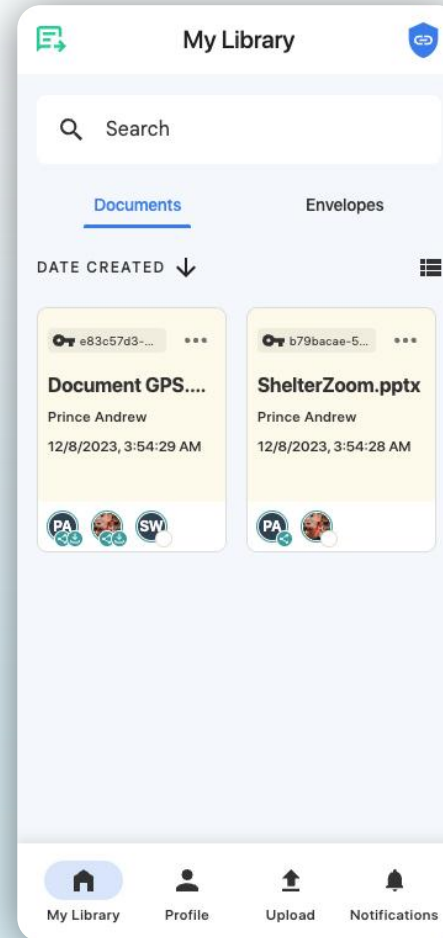 My Library
Search
Documents Envelopes
DATE CREATED
e83c57d3-...
Document GPS....
Prince Andrew
12/8/2023, 3:54:29 AM
PA SW
b79bacae-5...
ShelterZoom.pptx
Prince Andrew
12/8/2023, 3:54:28 AM
PA
My Library Profile Upload Notifications